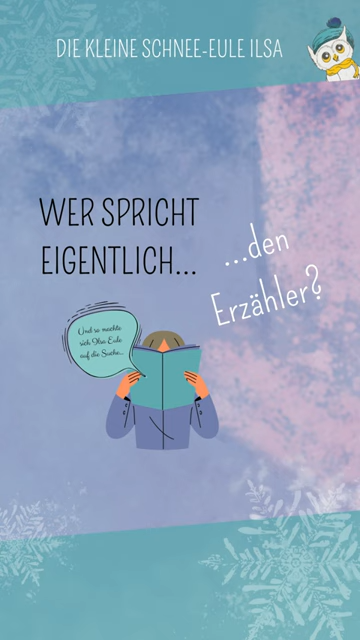 DIE KLEINE SCHNEE-EULE ILSA
WER SPRICHT
EIGENTLICH...
...den
Erzähler?
Und so machte
sich Ilsa Eule
auf die Suche...